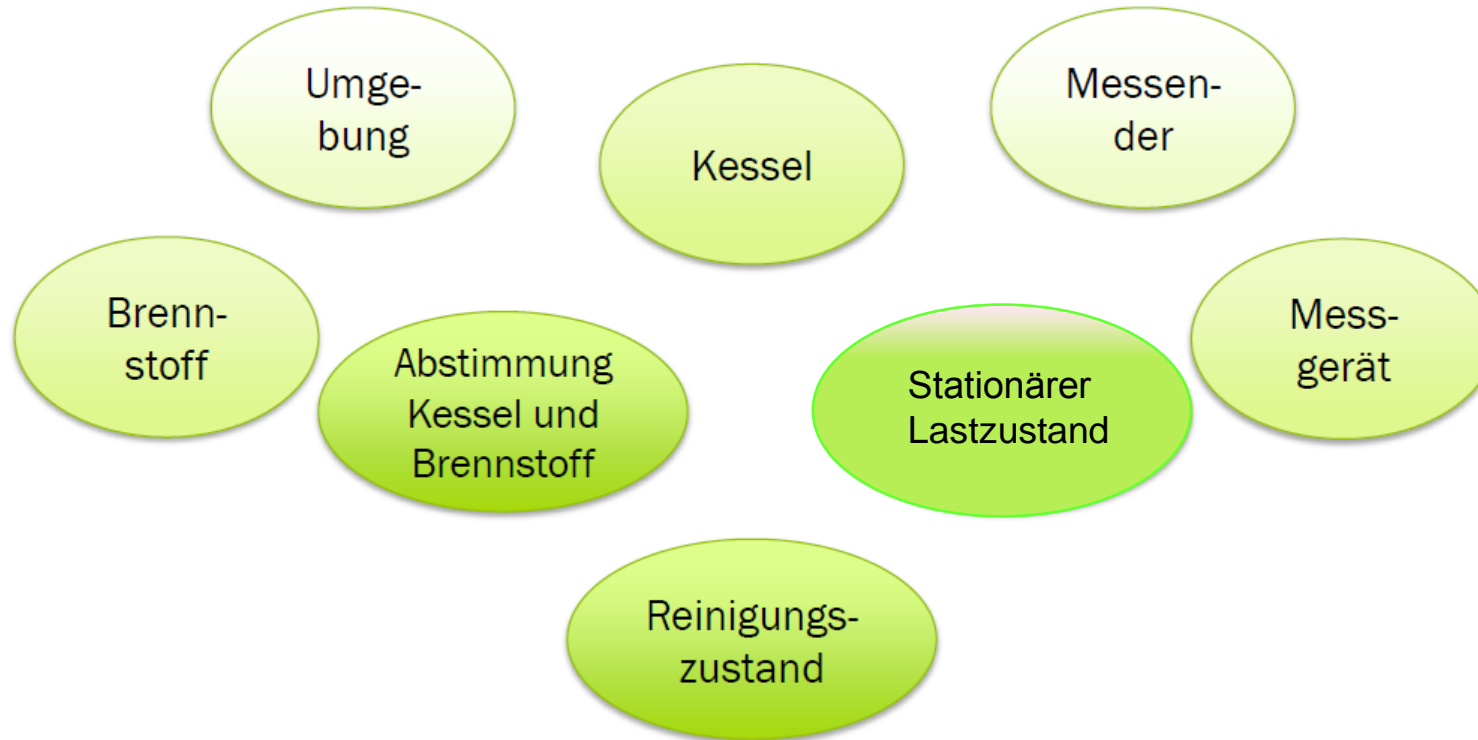 Umge-
bung
Kessel
Messen-
der
Brenn-
stoff
Abstimmung
Kessel und
Brennstoff
Stationärer
Lastzustand
Mess-
gerät
Reinigungs-
zustand